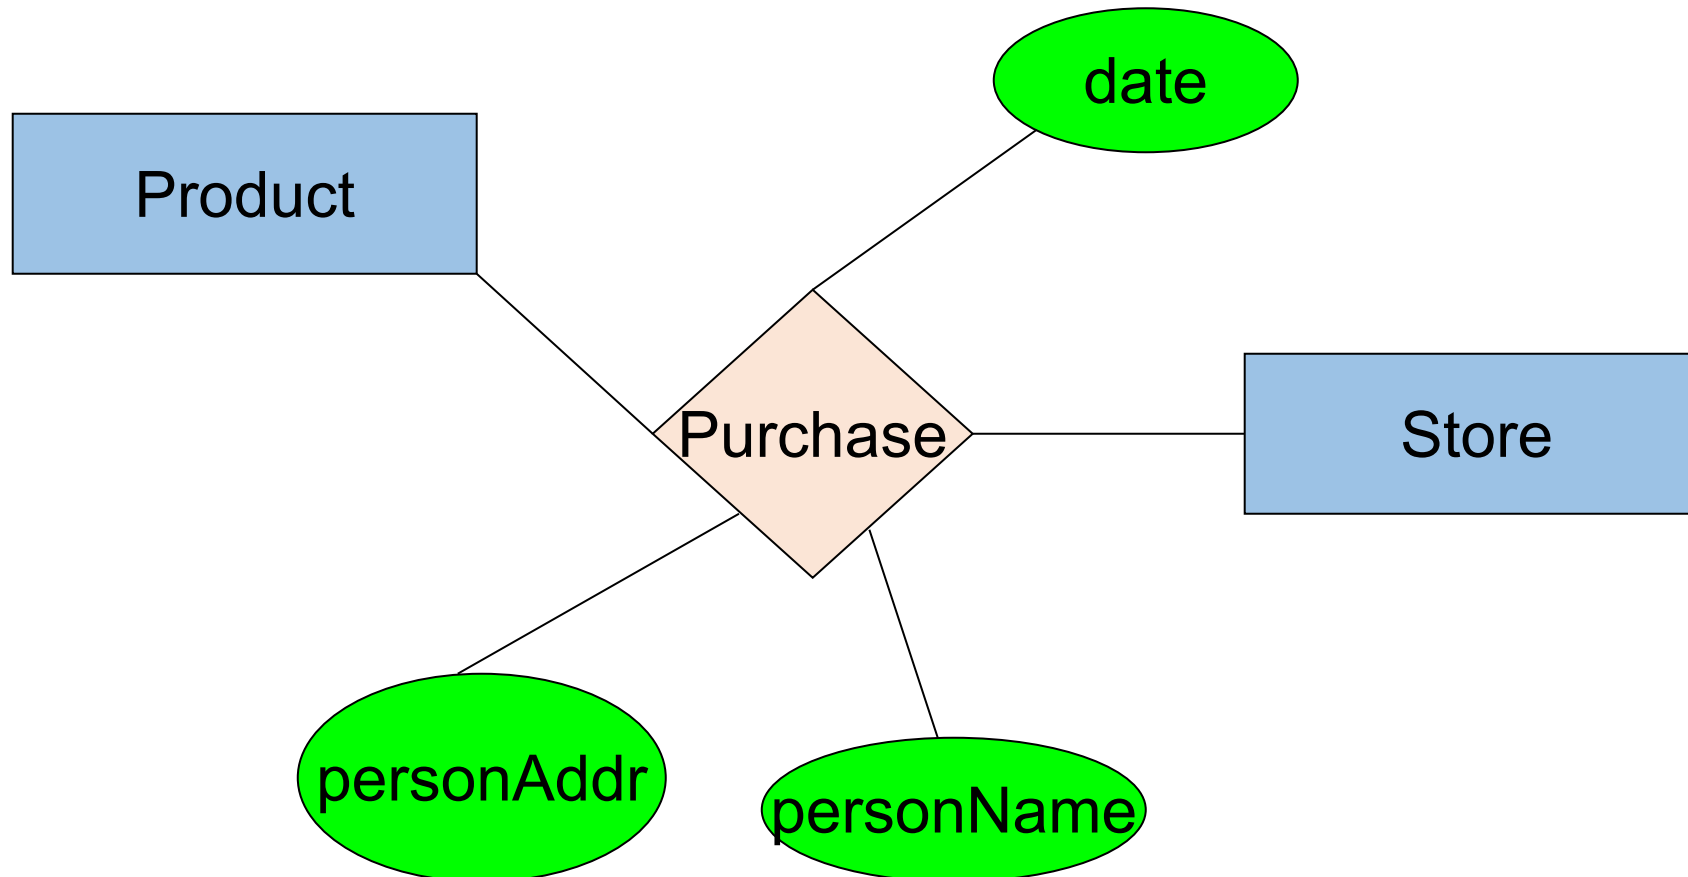 date
Product
Purchase
Store
personAddr
personName